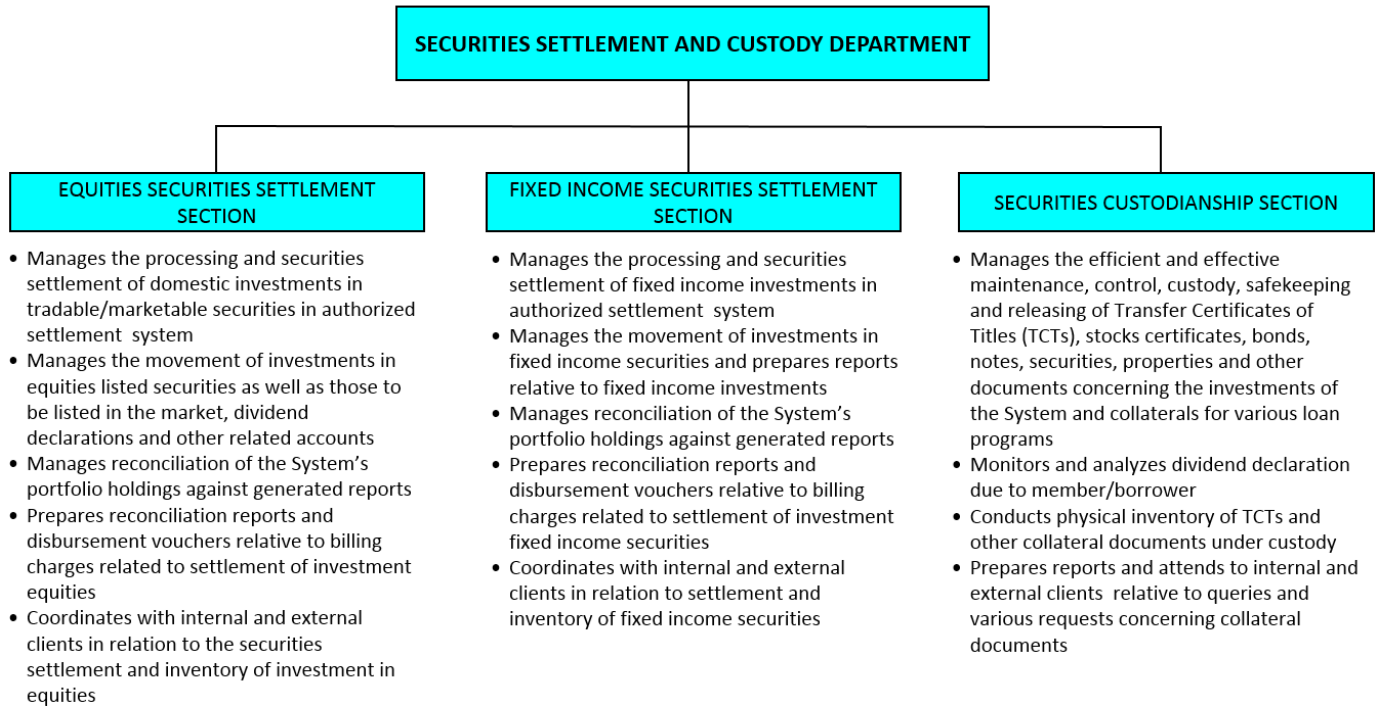 SECURITIES SETTLEMENT AND CUSTODY DEPARTMENT
EQUITIES SECURITIES SETTLEMENT
SECTION
• Manages the processing and securities
settlement of domestic investments in
tradable/marketable securities in authorized
settlement  system
• Manages the movement of investments in
equities listed securities as well as those to
be listed in the market, dividend
declarations and other related accounts
• Manages reconciliation of the System’s
portfolio holdings against generated reports
• Prepares reconciliation reports and
disbursement vouchers relative to billing
charges related to settlement of investment
equities
• Coordinates with internal and external
clients in relation to the securities
settlement and inventory of investment in
equities
FIXED INCOME SECURITIES SETTLEMENT
SECTION
• Manages the processing and securities
settlement of fixed income investments in
authorized settlement  system
• Manages the movement of investments in
fixed income securities and prepares reports
relative to fixed income investments
• Manages reconciliation of the System’s
portfolio holdings against generated reports
• Prepares reconciliation reports and
disbursement vouchers relative to billing
charges related to settlement of investment
fixed income securities
• Coordinates with internal and external
clients in relation to settlement and
inventory of fixed income securities
SECURITIES CUSTODIANSHIP SECTION
• Manages the efficient and effective
maintenance, control, custody, safekeeping
and releasing of Transfer Certificates of
Titles (TCTs), stocks certificates, bonds,
notes, securities, properties and other
documents concerning the investments of
the System and collaterals for various loan
programs
• Monitors and analyzes dividend declaration
due to member/borrower
• Conducts physical inventory of TCTs and
other collateral documents under custody
• Prepares reports and attends to internal and
external clients  relative to queries and
various requests concerning collateral
documents